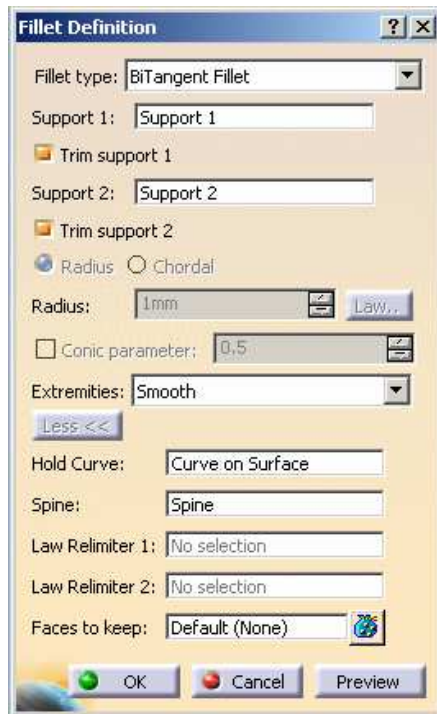 Fillet Definition ? X
Fillet type: BiTangent Fillet
Support 1: Support 1
Trim support 1
Support 2: Support 2
Trim support 2
Radius Chordal
Radius: 1mm Law..
Conic parameter: 0.5
Extremities: Smooth
Less <<
Hold Curve: Curve on Surface
Spine: Spine
Law Relimiter 1: No selection
Law Relimiter 2: No selection
Faces to keep: Default (None)
OK Cancel Preview